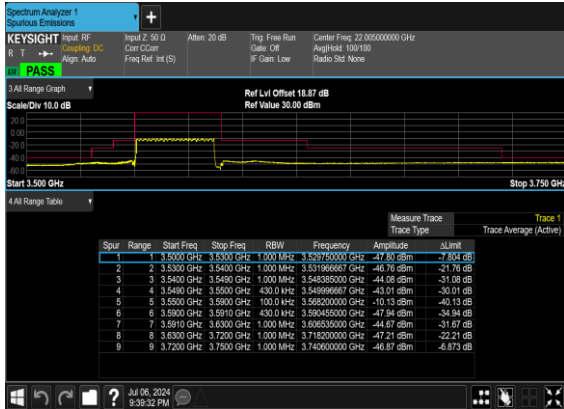 Spectrum Analyzer 1
Spurious Emissions
KEYSIGHT Input: RF Input Z: 50 Ω Atten: 20 dB Trig: Free Run Center Freq: 22.005000000 GHz
R T Coupling: DC Corr CCorr Gate: Off Avg|Hold: 100/100
Align: Auto Freq Ref: Int (S) IF Gain: Low Radio Std: None
LW PASS
3 All Range Graph
Ref Lvl Offset 18.87 dB
Scale/Div 10.0 dB Ref Value 30.00 dBm
20.0
0.00
-20.0
-40.0
-60.0
Start 3.500 GHz Stop 3.750 GHz
4 All Range Table
Measure Trace Trace 1
Trace Type Trace Average (Active)
Spur Range Start Freq Stop Freq RBW Frequency Amplitude ΔLimit
1 1 3.5000 GHz 3.5300 GHz 1.000 MHz 3.529750000 GHz -47.80 dBm -7.804 dB
2 2 3.5300 GHz 3.5400 GHz 1.000 MHz 3.531966667 GHz -46.76 dBm -21.76 dB
3 3 3.5400 GHz 3.5490 GHz 1.000 MHz 3.548385000 GHz -44.08 dBm -31.08 dB
4 4 3.5490 GHz 3.5500 GHz 430.0 kHz 3.549996667 GHz -43.01 dBm -30.01 dB
5 5 3.5500 GHz 3.5900 GHz 100.0 kHz 3.568200000 GHz -10.13 dBm -40.13 dB
6 6 3.5900 GHz 3.5910 GHz 430.0 kHz 3.590455000 GHz -47.94 dBm -34.94 dB
7 7 3.5910 GHz 3.6300 GHz 1.000 MHz 3.606535000 GHz -44.67 dBm -31.67 dB
8 8 3.6300 GHz 3.7200 GHz 1.000 MHz 3.718200000 GHz -47.21 dBm -22.21 dB
9 9 3.7200 GHz 3.7500 GHz 1.000 MHz 3.740600000 GHz -46.87 dBm -6.873 dB
? Jul 06, 2024
9:39:32 PM